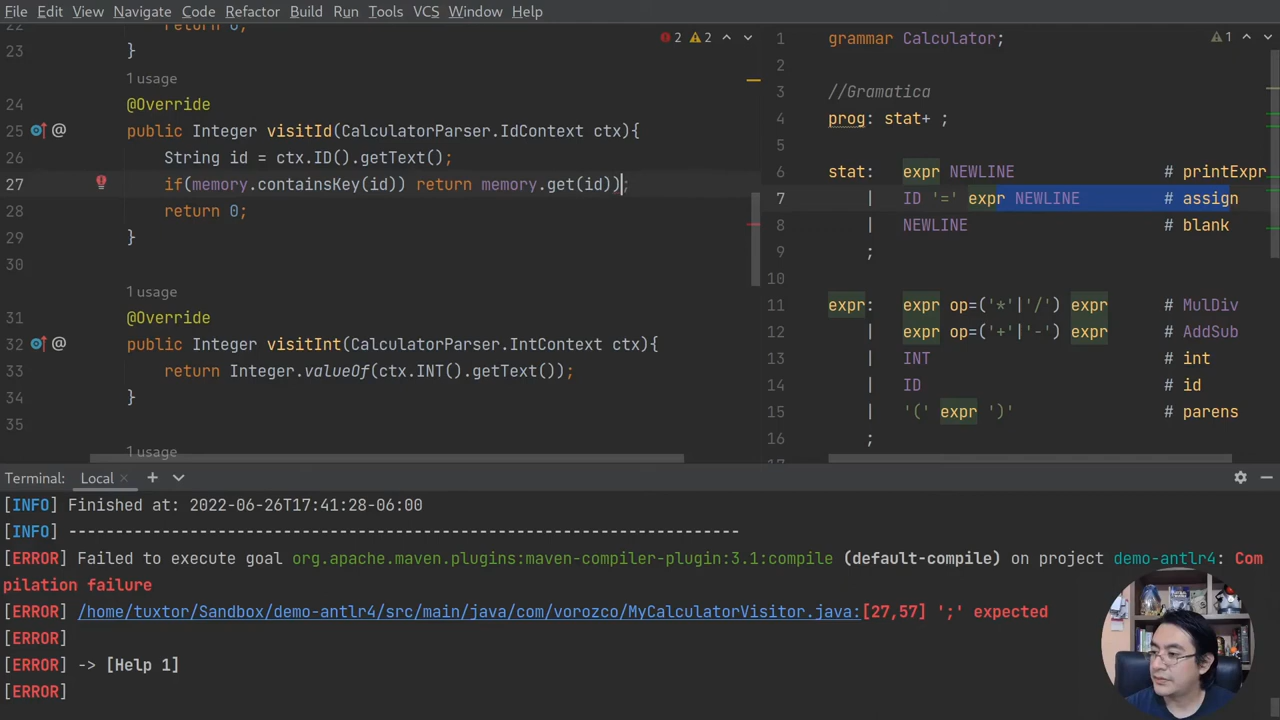 File Edit View Navigate Code Refactor Build Run Tools VCS Window Help
22
23 }
1 usage
24 @Override
25 @ public Integer visitId(CalculatorParser.IdContext ctx){
26 String id = ctx.ID().getText();
27 if(memory.containsKey(id)) return memory.get(id));
28 return 0;
29 }
30
1 usage
31 @Override
32 @ public Integer visitInt(CalculatorParser.IntContext ctx){
33 return Integer.valueOf(ctx.INT().getText());
34 }
35
1 usage
2 2
1 grammar Calculator;
1
2
3 //Gramatica
4 prog: stat+ ;
5
6 stat: expr NEWLINE # printExpr
7 | ID '=' expr NEWLINE # assign
8 | NEWLINE # blank
9 ;
10
11 expr: expr op=('*'|'/') expr # MulDiv
12 | expr op=('+'|'-') expr # AddSub
13 | INT # int
14 | ID # id
15 | '(' expr ')' # parens
16 ;
Terminal: Local × +
[INFO] Finished at: 2022-06-26T17:41:28-06:00
[INFO] ------------------------------------------------------------------------
[ERROR] Failed to execute goal org.apache.maven.plugins:maven-compiler-plugin:3.1:compile (default-compile) on project demo-antlr4: Com
pilation failure
[ERROR] /home/tuxtor/Sandbox/demo-antlr4/src/main/java/com/vorozco/MyCalculatorVisitor.java:[27,57] ';' expected
[ERROR]
[ERROR] -> [Help 1]
[ERROR]